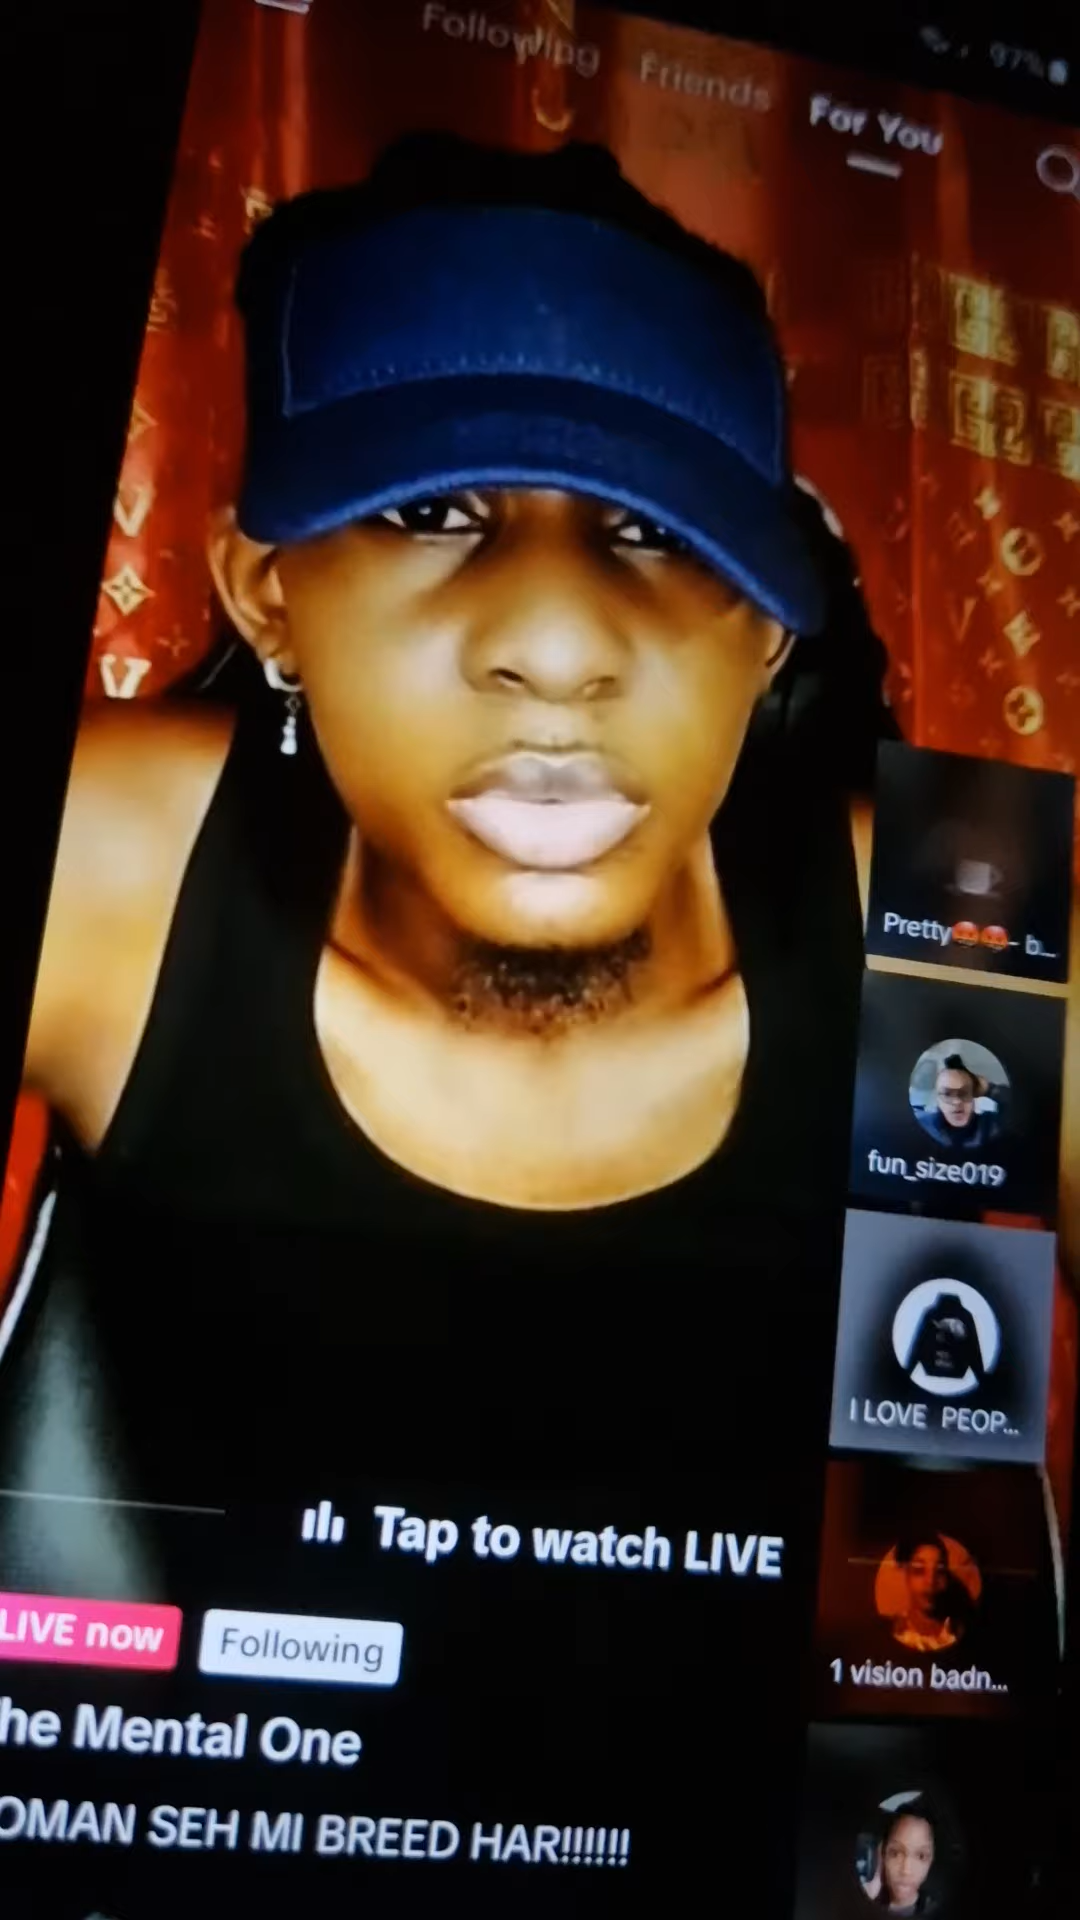 97%
Following
Friends
For You
Pretty😡😡- b...
fun_size019
I LOVE PEOP...
1 vision badn...
Tap to watch LIVE
LIVE now
Following
he Mental One
OMAN SEH MI BREED HAR!!!!!!